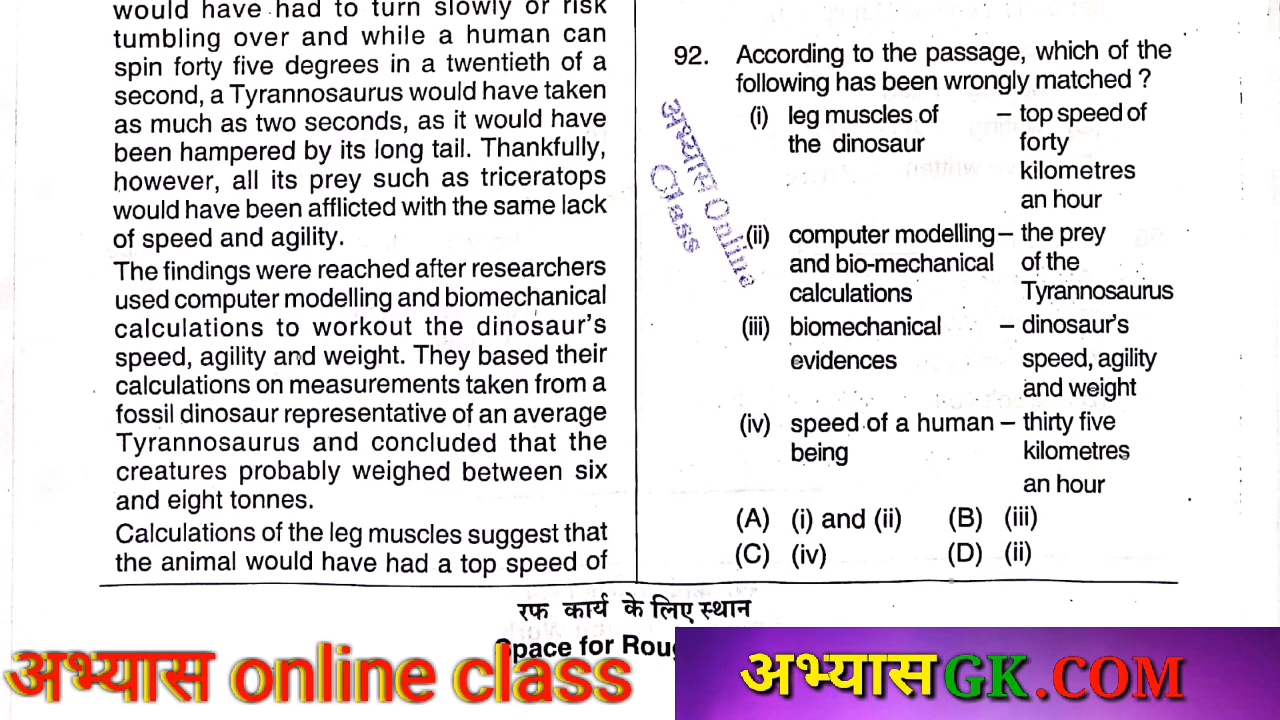 would have had to turn slowly or risk
tumbling over and while a human can
spin forty five degrees in a twentieth of a
second, a Tyrannosaurus would have taken
as much as two seconds, as it would have
been hampered by its long tail. Thankfully,
however, all its prey such as triceratops
would have been afflicted with the same lack
of speed and agility.
The findings were reached after researchers
used computer modelling and biomechanical
calculations to workout the dinosaur's
speed, agility and weight. They based their
calculations on measurements taken from a
fossil dinosaur representative of an average
Tyrannosaurus and concluded that the
creatures probably weighed between six
and eight tonnes.
Calculations of the leg muscles suggest that
the animal would have had a top speed of
92. According to the passage, which of the
following has been wrongly matched ?
(i) leg muscles of – top speed of
the dinosaur forty
kilometres
an hour
(ii) computer modelling – the prey
and bio-mechanical of the
calculations Tyrannosaurus
(iii) biomechanical – dinosaur's
evidences speed, agility
and weight
(iv) speed of a human – thirty five
being kilometres
an hour
(A) (i) and (ii) (B) (iii)
(C) (iv) (D) (ii)
अभ्यास Online
Class
रफ कार्य के लिए स्थान
Space for Roug
अभ्यास online class
अभ्यास GK.COM